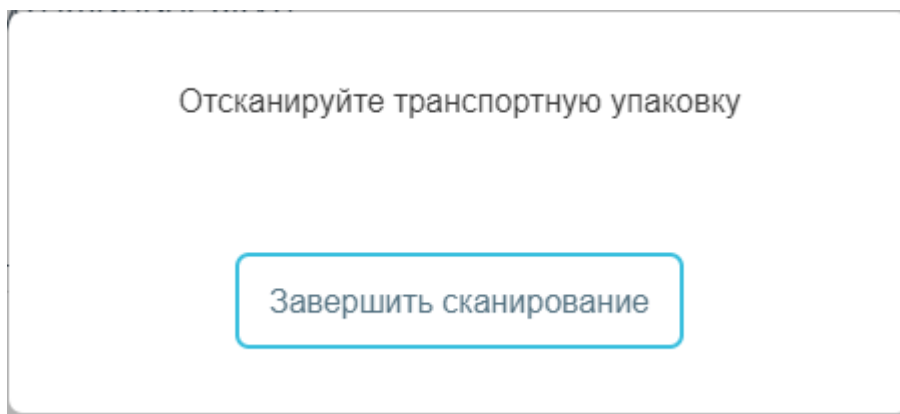 Отсканируйте транспортную упаковку
Завершить сканирование